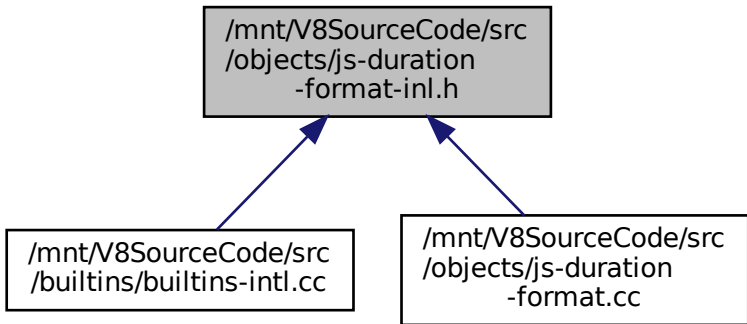 /mnt/V8SourceCode/src
/objects/js-duration
-format-inl.h
/mnt/V8SourceCode/src
/builtins/builtins-intl.cc
/mnt/V8SourceCode/src
/objects/js-duration
-format.cc